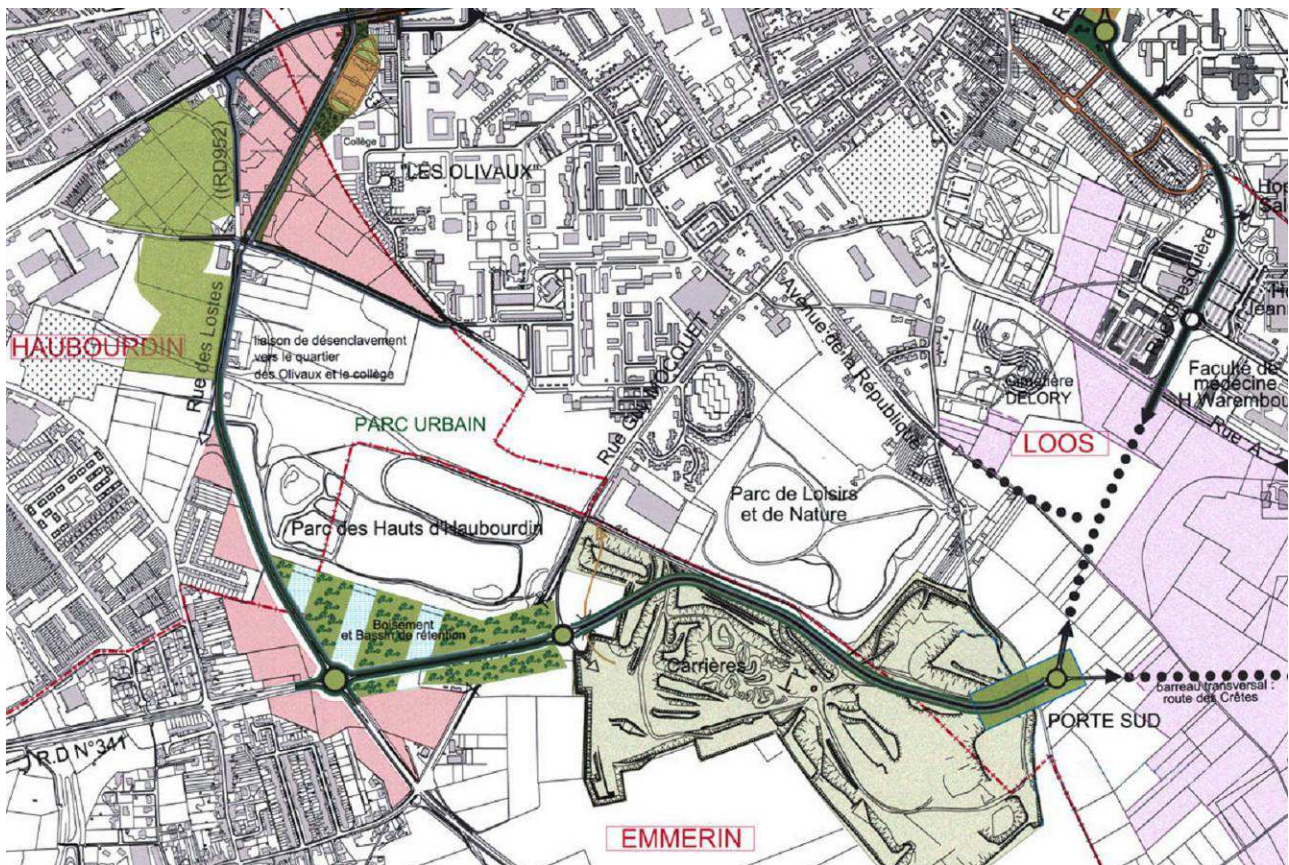 Collège
"LES OLIVAUX"
(RD952)
HAUBOURDIN
Rue des Lostes
liaison de désenclavement
vers le quartier
des Olivaux et le collège
PARC URBAIN
Rue G
MOCQUET
Avenue de la République
Cimetière
DELORY
LOOS
Faculté de
médecine
H.Warembou
Rue A
Parc des Hauts d'Haubourdin
Parc de Loisirs
et de Nature
Boisement
et Bassin de rétention
Carrières
barreau transversal :
route des Crêtes
PORTE SUD
R.D N°341
EMMERIN